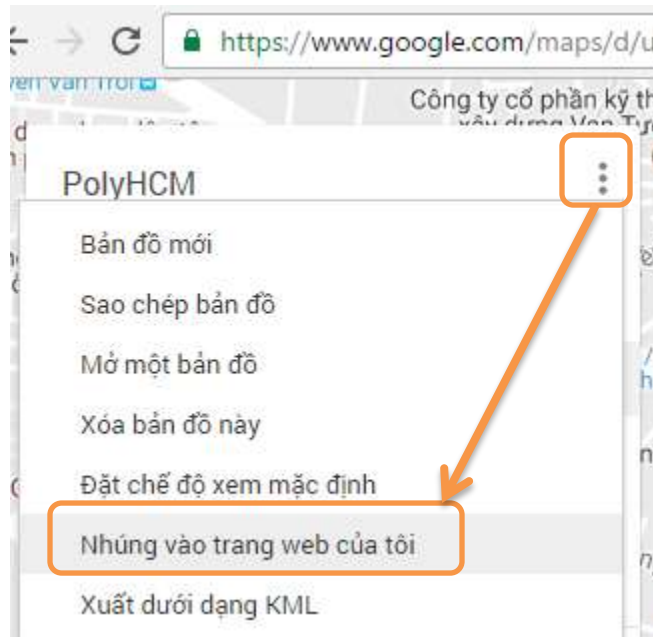 https://www.google.com/maps/d/u
Công ty cổ phần kỹ th
PolyHCM
Bản đồ mới
Sao chép bản đồ
Mở một bản đồ
Xóa bản đồ này
Đặt chế độ xem mặc định
Nhúng vào trang web của tôi
Xuất dưới dạng KML